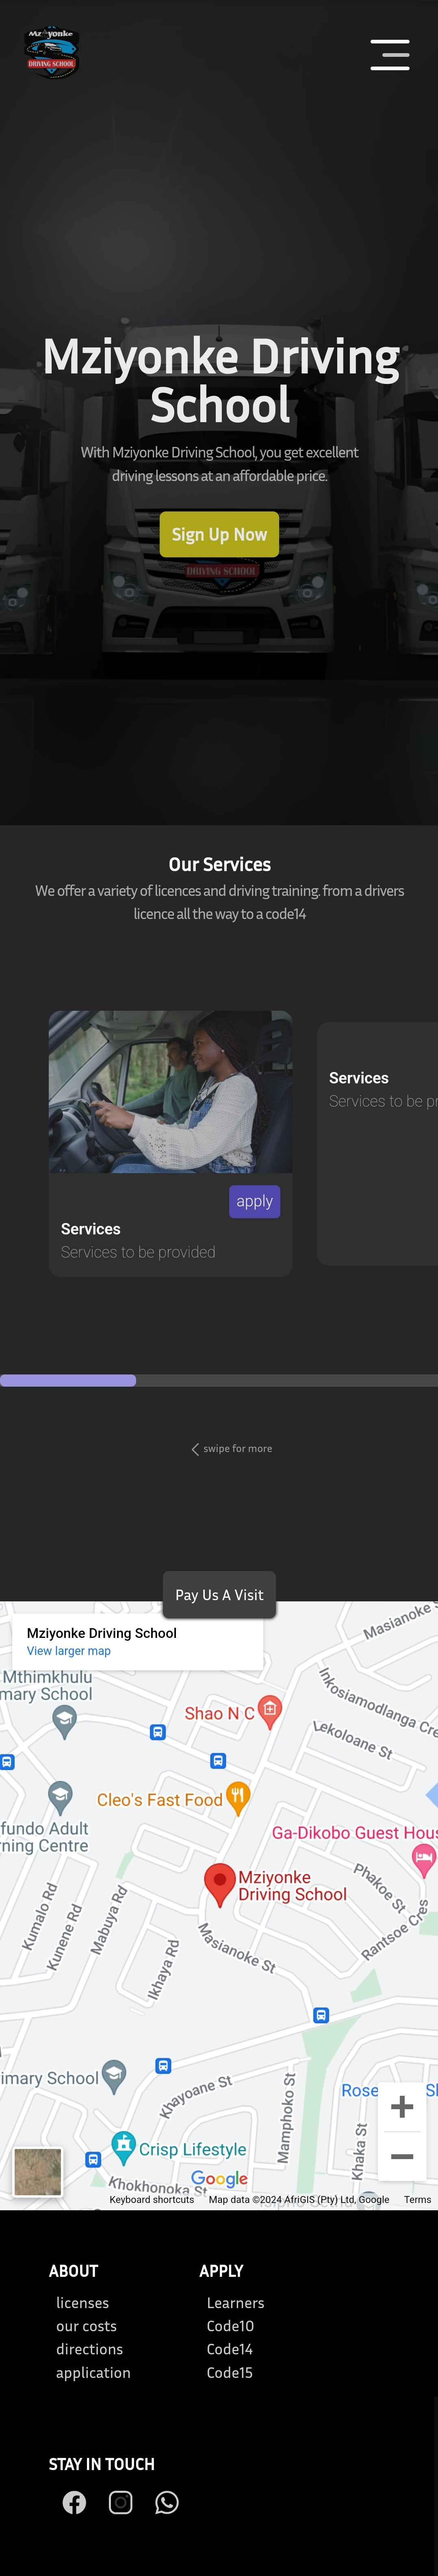 Mziyonke
DRIVING SCHOOL
Mziyonke Driving
School
With Mziyonke Driving School, you get excellent
driving lessons at an affordable price.
Sign Up Now
DRIVING SCHOOL
Our Services
We offer a variety of licences and driving training. from a drivers
licence all the way to a code14
apply
Services
Services to be provided
Services
Services to be pr
swipe for more
Pay Us A Visit
Mziyonke Driving School
View larger map
Masianoke S
Mthimkhulu
mary School
Inkosiamodlanga Cre
Shao N C
Lekoloane St
Cleo's Fast Food
fundo Adult
rning Centre
Ga-Dikobo Guest Hous
Mziyonke
Driving School
Phakoe St
Rantsoe Cres
Kumalo Rd
Kunene Rd
Mabuya Rd
Ikhaya Rd
Masianoke St
imary School
Khayoane St
Mamphoko St
Khaka St
Rose
Sl
Crisp Lifestyle
Khokhonoka St
Google
Keyboard shortcuts
Map data ©2024 AfriGIS (Pty) Ltd, Google
Terms
ABOUT
licenses
our costs
directions
application
APPLY
Learners
Code10
Code14
Code15
STAY IN TOUCH